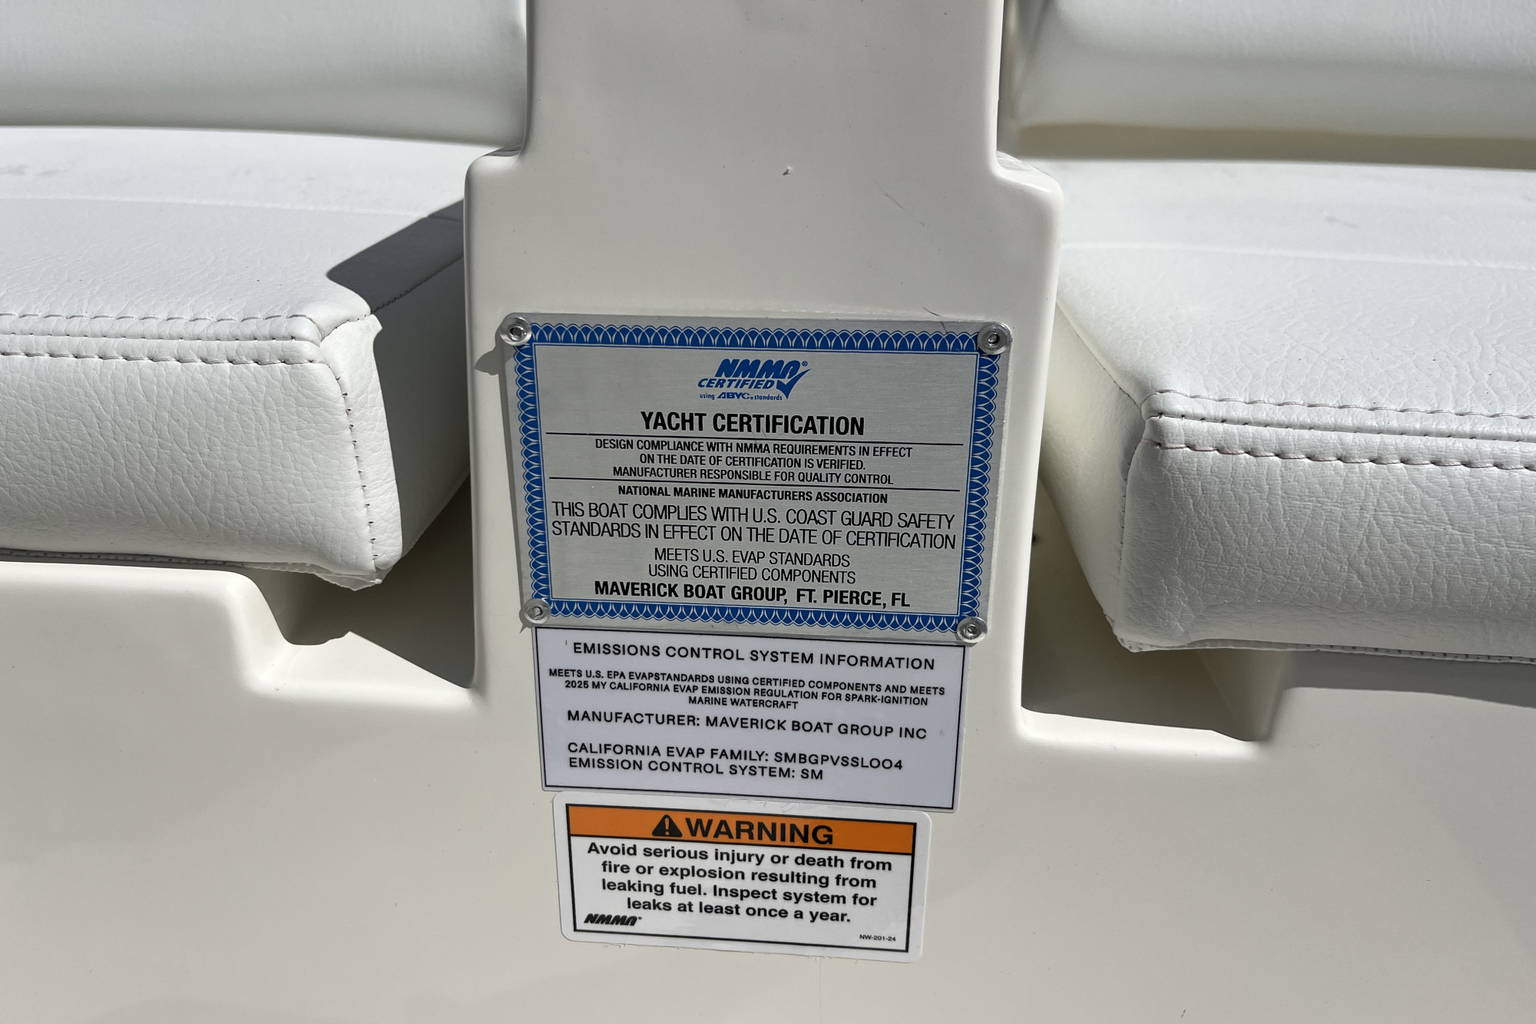 NMMA®
CERTIFIED
using ABYC® standards
YACHT CERTIFICATION
DESIGN COMPLIANCE WITH NMMA REQUIREMENTS IN EFFECT
ON THE DATE OF CERTIFICATION IS VERIFIED.
MANUFACTURER RESPONSIBLE FOR QUALITY CONTROL
NATIONAL MARINE MANUFACTURERS ASSOCIATION
THIS BOAT COMPLIES WITH U.S. COAST GUARD SAFETY
STANDARDS IN EFFECT ON THE DATE OF CERTIFICATION
MEETS U.S. EVAP STANDARDS
USING CERTIFIED COMPONENTS
MAVERICK BOAT GROUP, FT. PIERCE, FL
EMISSIONS CONTROL SYSTEM INFORMATION
MEETS U.S. EPA EVAPSTANDARDS USING CERTIFIED COMPONENTS AND MEETS
2025 MY CALIFORNIA EVAP EMISSION REGULATION FOR SPARK-IGNITION
MARINE WATERCRAFT
MANUFACTURER: MAVERICK BOAT GROUP INC
CALIFORNIA EVAP FAMILY: SMBGPVSSL004
EMISSION CONTROL SYSTEM: SM
WARNING
Avoid serious injury or death from
fire or explosion resulting from
leaking fuel. Inspect system for
leaks at least once a year.
NMMA®
NW-201-24